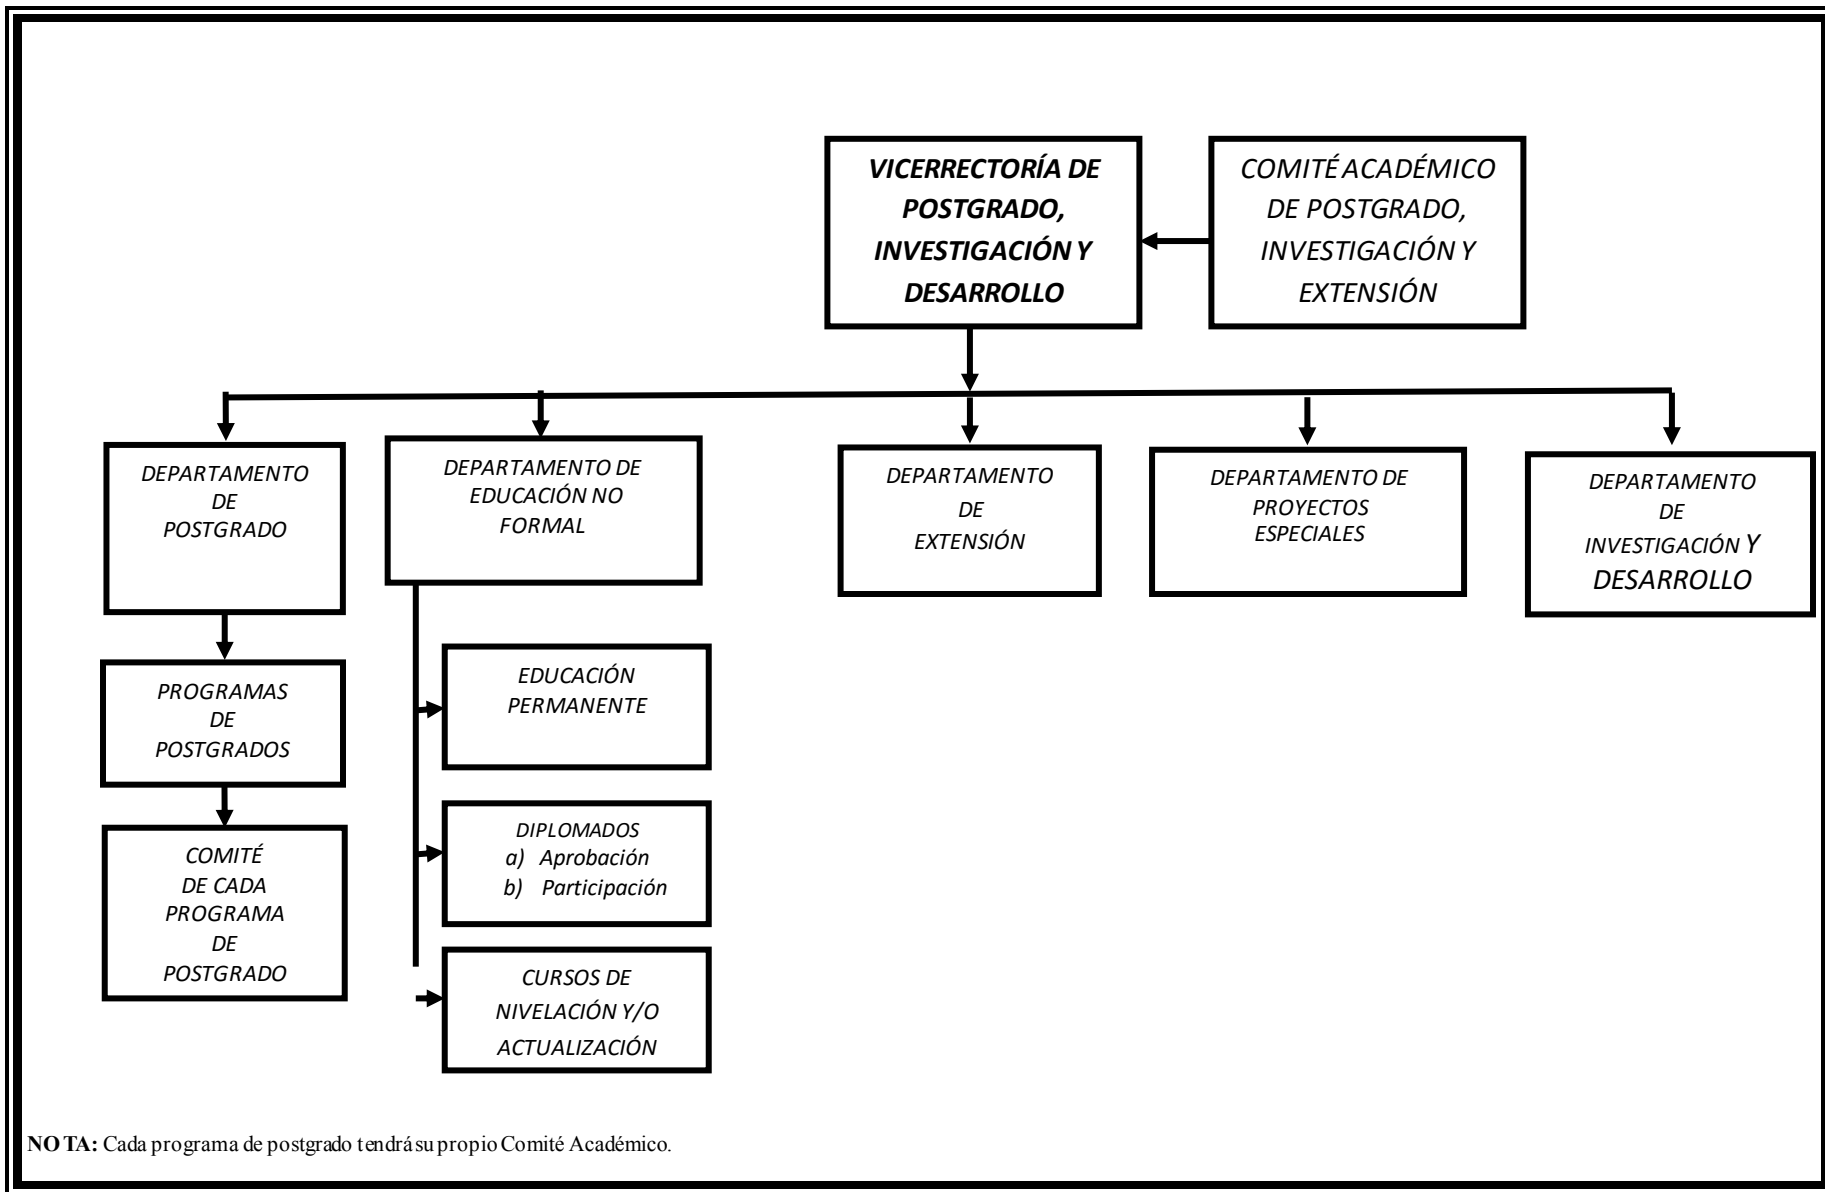 VICERRECTORÍA DE
POSTGRADO,
INVESTIGACIÓN Y
DESARROLLO
COMITÉ ACADÉMICO
DE POSTGRADO,
INVESTIGACIÓN Y
EXTENSIÓN
DEPARTAMENTO
DE
POSTGRADO
DEPARTAMENTO DE
EDUCACIÓN NO
FORMAL
DEPARTAMENTO
DE
EXTENSIÓN
DEPARTAMENTO DE
PROYECTOS
ESPECIALES
DEPARTAMENTO
DE
INVESTIGACIÓN Y
DESARROLLO
PROGRAMAS
DE
POSTGRADOS
COMITÉ
DE CADA
PROGRAMA
DE
POSTGRADO
EDUCACIÓN
PERMANENTE
DIPLOMADOS
a) Aprobación
b) Participación
CURSOS DE
NIVELACIÓN Y/O
ACTUALIZACIÓN
NOTA: Cada programa de postgrado tendrá su propio Comité Académico.